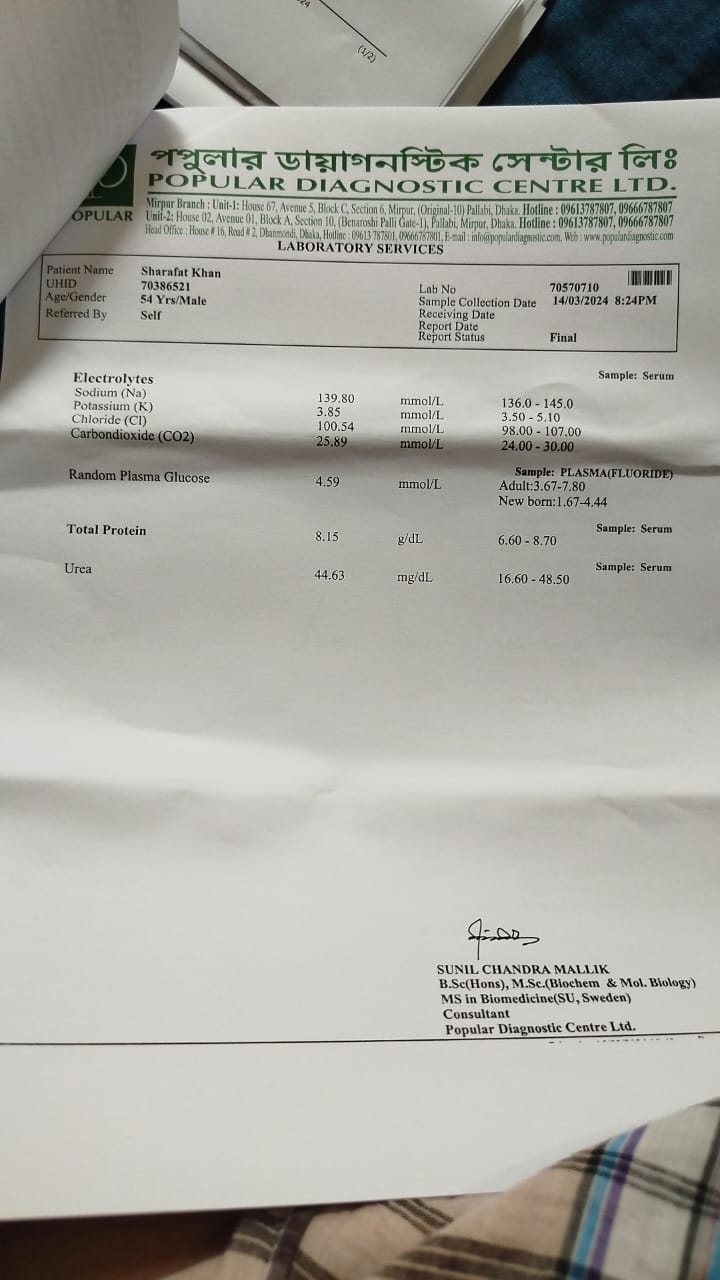 (1/2)
পপুলার ডায়াগনস্টিক সেন্টার লিঃ
POPULAR DIAGNOSTIC CENTRE LTD.
OPULAR
Mirpur Branch : Unit-1: House 67, Avenue 5, Block C, Section 6, Mirpur, (Original-10) Pallabi, Dhaka. Hotline : 09613787807, 09666787807
Unit-2: House 02, Avenue 01, Block A, Section 10, (Benaroshi Palli Gate-1), Pallabi, Mirpur, Dhaka. Hotline : 09613787807, 09666787807
Head Office : House # 16, Road # 2, Dhanmondi, Dhaka, Hotline : 09613 787801, 09666787801, E-mail : info@populardiagnostic.com, Web : www.populardiagnostic.com
LABORATORY SERVICES
Patient Name Sharafat Khan
UHID 70386521 Lab No 70570710
Age/Gender 54 Yrs/Male Sample Collection Date 14/03/2024 8:24PM
Referred By Self Receiving Date
Report Date
Report Status Final
Electrolytes Sample: Serum
Sodium (Na) 139.80 mmol/L 136.0 - 145.0
Potassium (K) 3.85 mmol/L 3.50 - 5.10
Chloride (Cl) 100.54 mmol/L 98.00 - 107.00
Carbondioxide (CO2) 25.89 mmol/L 24.00 - 30.00
Sample: PLASMA(FLUORIDE)
Random Plasma Glucose 4.59 mmol/L Adult:3.67-7.80
New born:1.67-4.44
Sample: Serum
Total Protein 8.15 g/dL 6.60 - 8.70
Sample: Serum
Urea 44.63 mg/dL 16.60 - 48.50
SUNIL CHANDRA MALLIK
B.Sc(Hons), M.Sc.(Biochem & Mol. Biology)
MS in Biomedicine(SU, Sweden)
Consultant
Popular Diagnostic Centre Ltd.